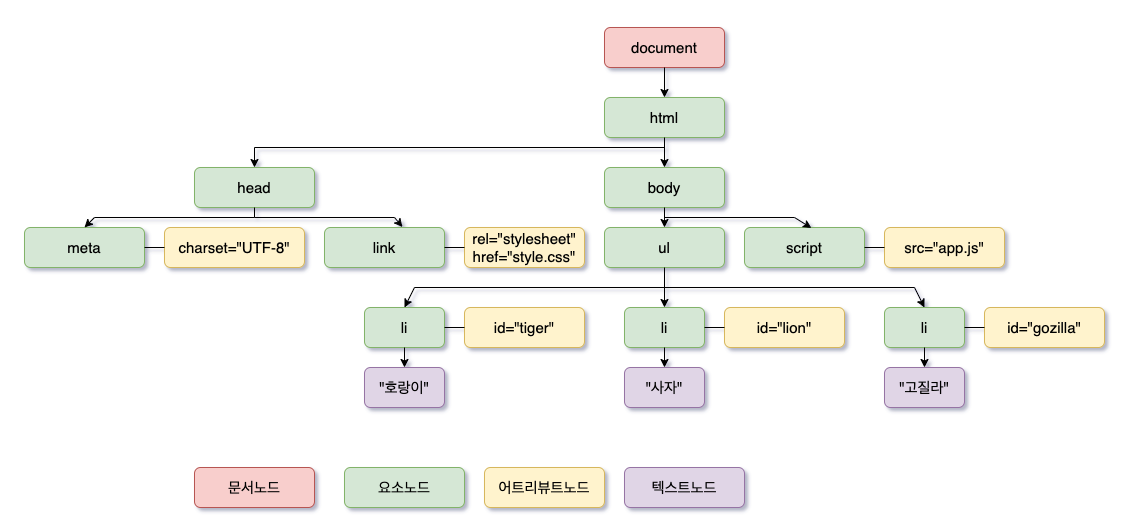 document
html
head
body
meta
charset="UTF-8"
link
rel="stylesheet"
href="style.css"
ul
script
src="app.js"
li
id="tiger"
li
id="lion"
li
id="gozilla"
"호랑이"
"사자"
"고질라"
문서노드
요소노드
어트리뷰트노드
텍스트노드